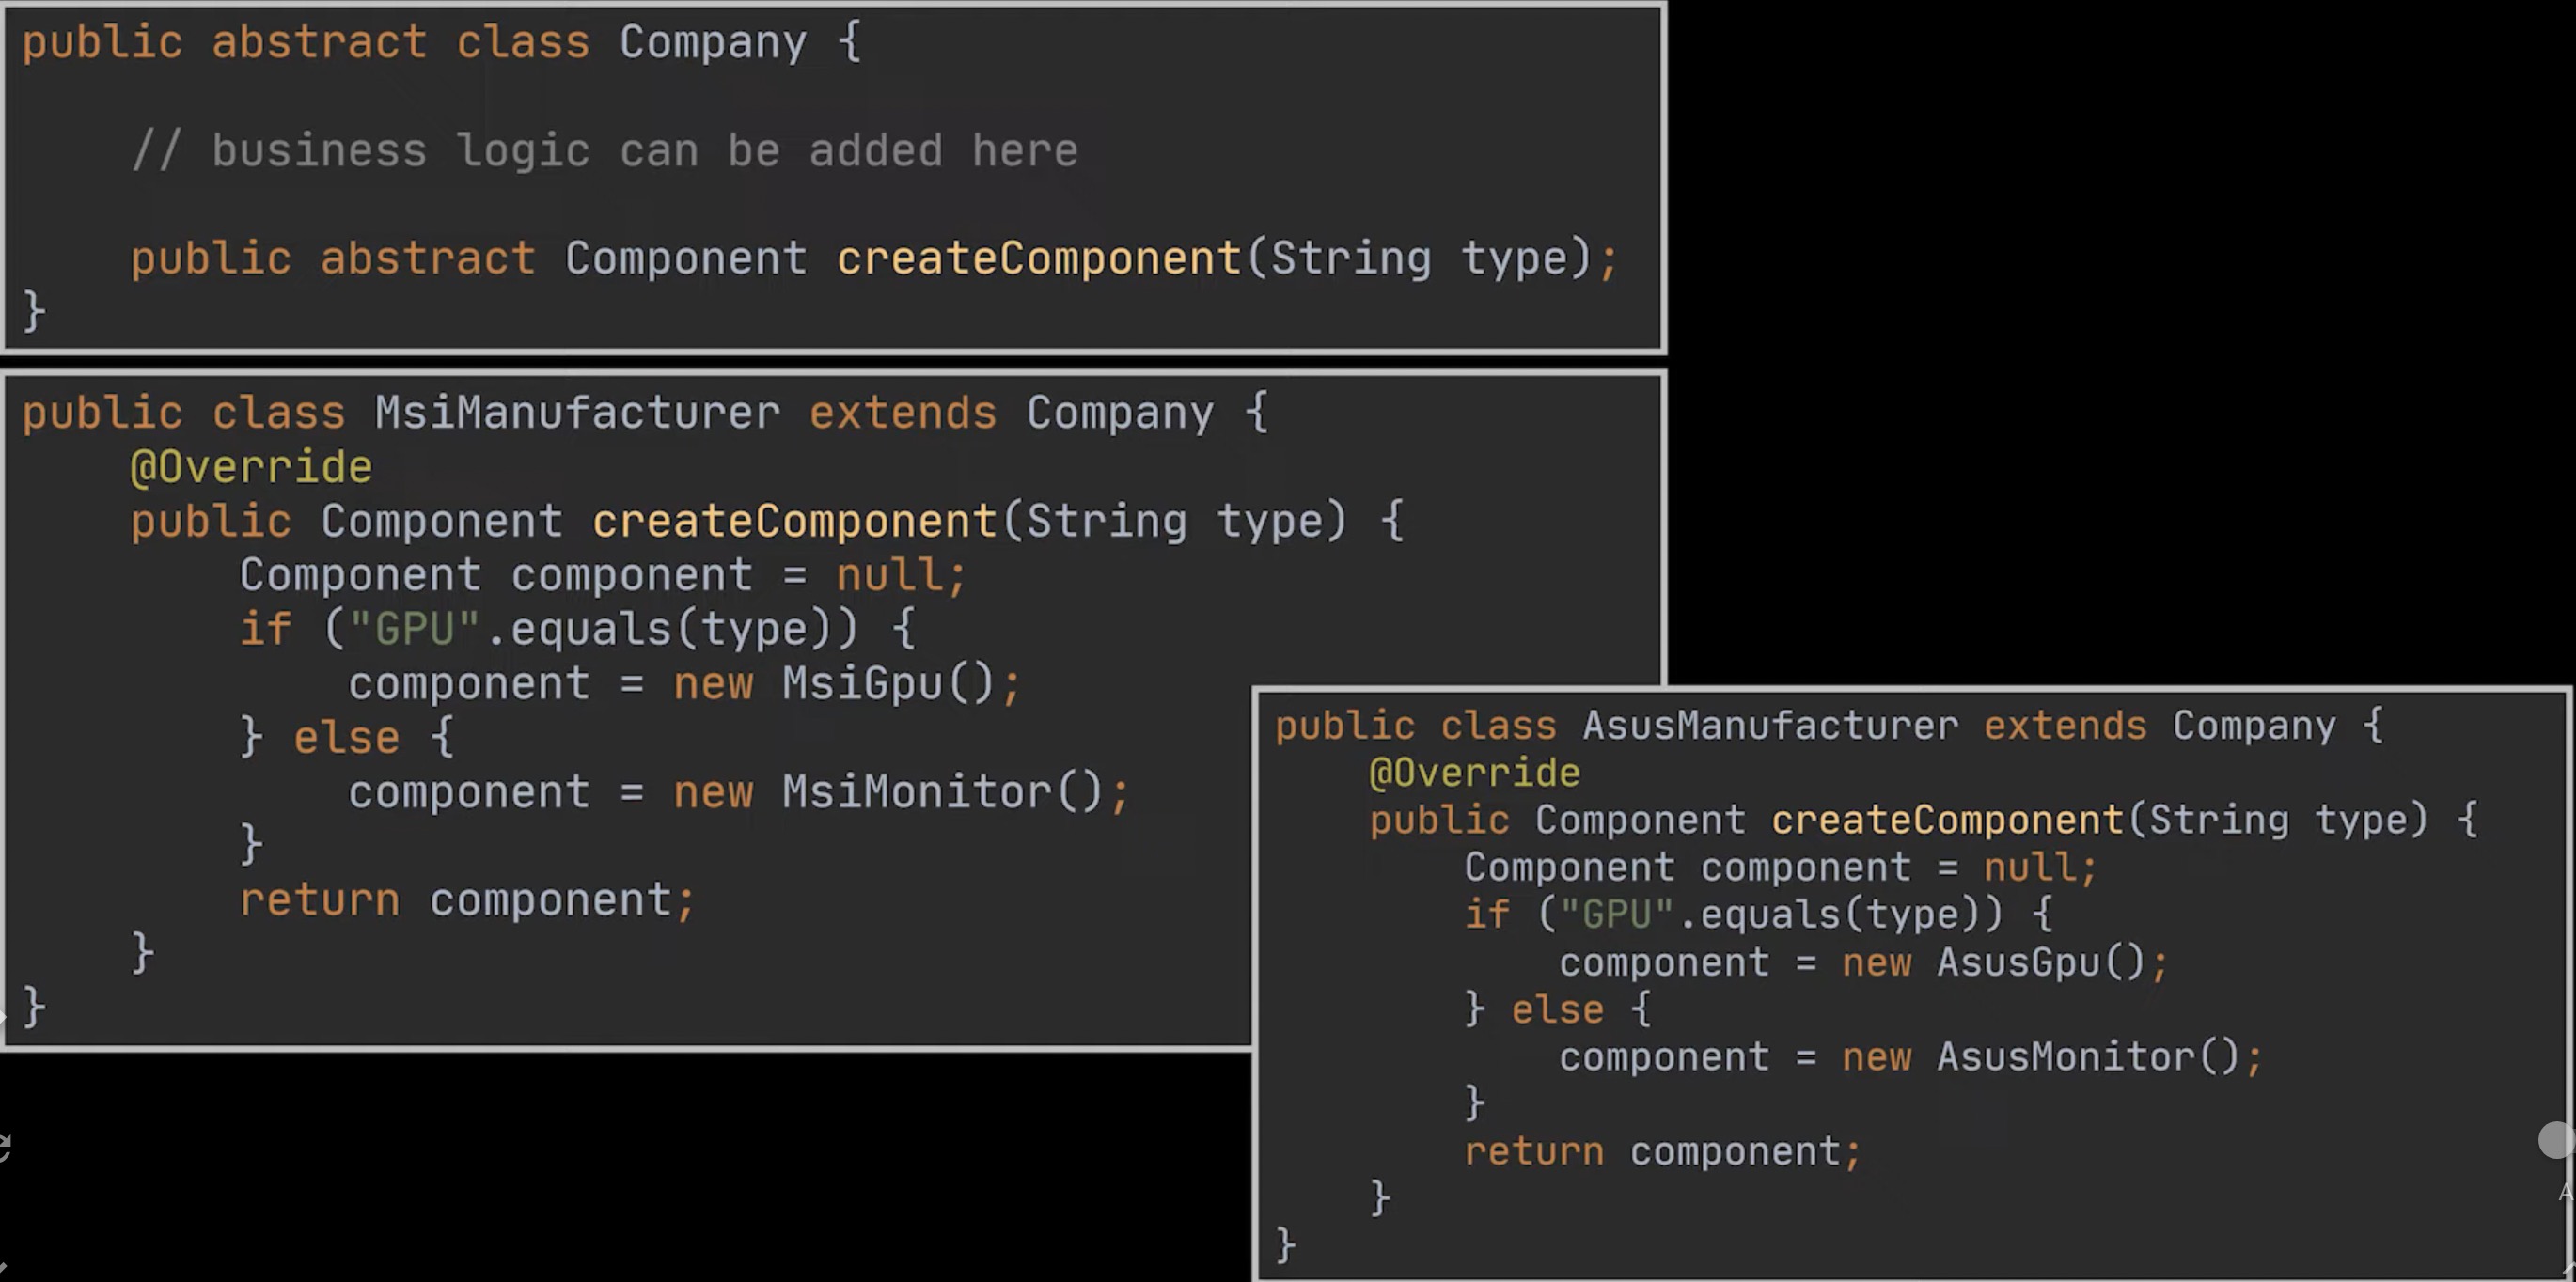 public abstract class Company {
// business logic can be added here
public abstract Component createComponent(String type);
}
public class MsiManufacturer extends Company {
@Override
public Component createComponent(String type) {
Component component = null;
if ("GPU".equals(type)) {
component = new MsiGpu();
} else {
component = new MsiMonitor();
}
return component;
}
}
public class AsusManufacturer extends Company {
@Override
public Component createComponent(String type) {
Component component = null;
if ("GPU".equals(type)) {
component = new AsusGpu();
} else {
component = new AsusMonitor();
}
return component;
}
}